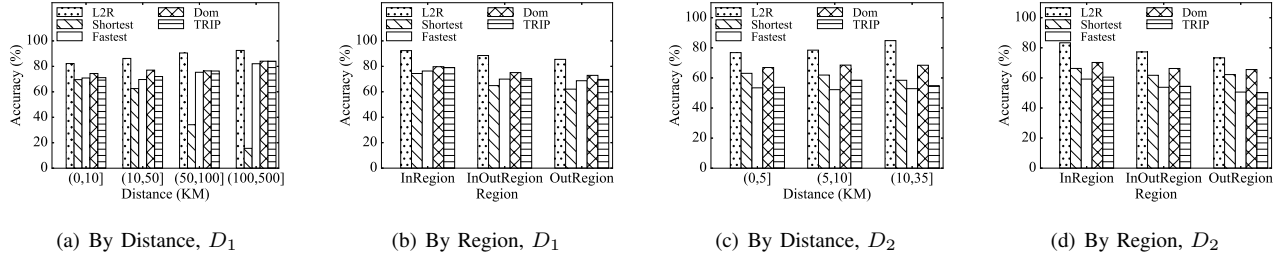 L2R
Shortest
Fastest
Dom
TRIP
Accuracy (%)
100
80
60
40
20
0
(0,10] (10,50] (50,100] (100,500]
Distance (KM)
(a) By Distance, D1
L2R
Shortest
Fastest
Dom
TRIP
Accuracy (%)
100
80
60
40
20
0
InRegion InOutRegion OutRegion
Region
(b) By Region, D1
L2R
Shortest
Fastest
Dom
TRIP
Accuracy (%)
100
80
60
40
20
0
(0,5] (5,10] (10,35]
Distance (KM)
(c) By Distance, D2
L2R
Shortest
Fastest
Dom
TRIP
Accuracy (%)
100
80
60
40
20
0
InRegion InOutRegion OutRegion
Region
(d) By Region, D2